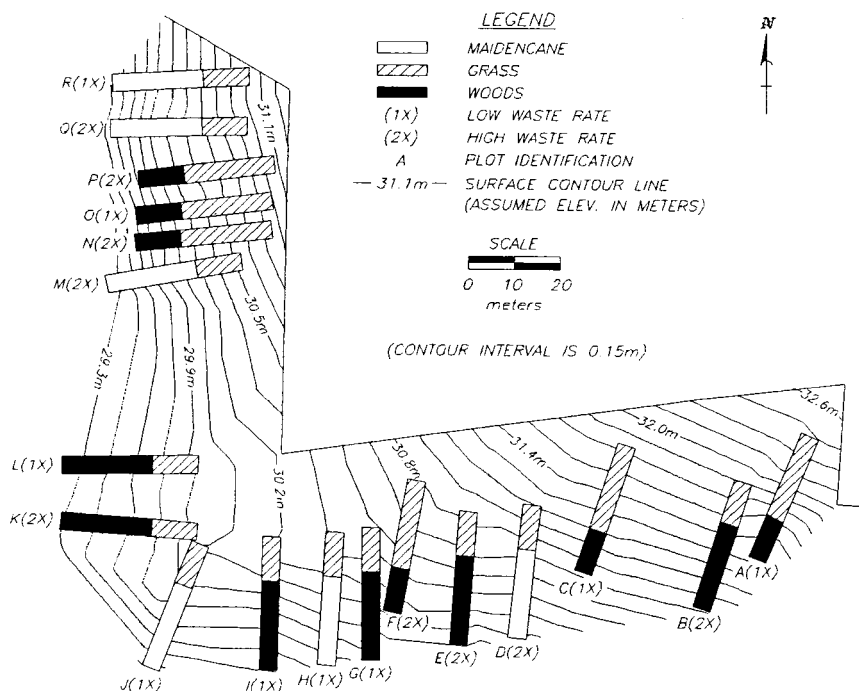 LEGEND
MAIDENCANE
GRASS
WOODS
(1X) LOW WASTE RATE
(2X) HIGH WASTE RATE
A PLOT IDENTIFICATION
—31.1m— SURFACE CONTOUR LINE
(ASSUMED ELEV. IN METERS)
N
SCALE
0 10 20
meters
(CONTOUR INTERVAL IS 0.15m)
R(1X)
Q(2X)
P(2X)
O(1X)
N(2X)
M(2X)
L(1X)
K(2X)
J(1X)
I(1X)
H(1X)
G(1X)
F(2X)
E(2X)
D(2X)
C(1X)
B(2X)
A(1X)
31.1m
30.5m
29.3m
29.9m
30.2m
30.8m
31.4m
32.0m
32.6m